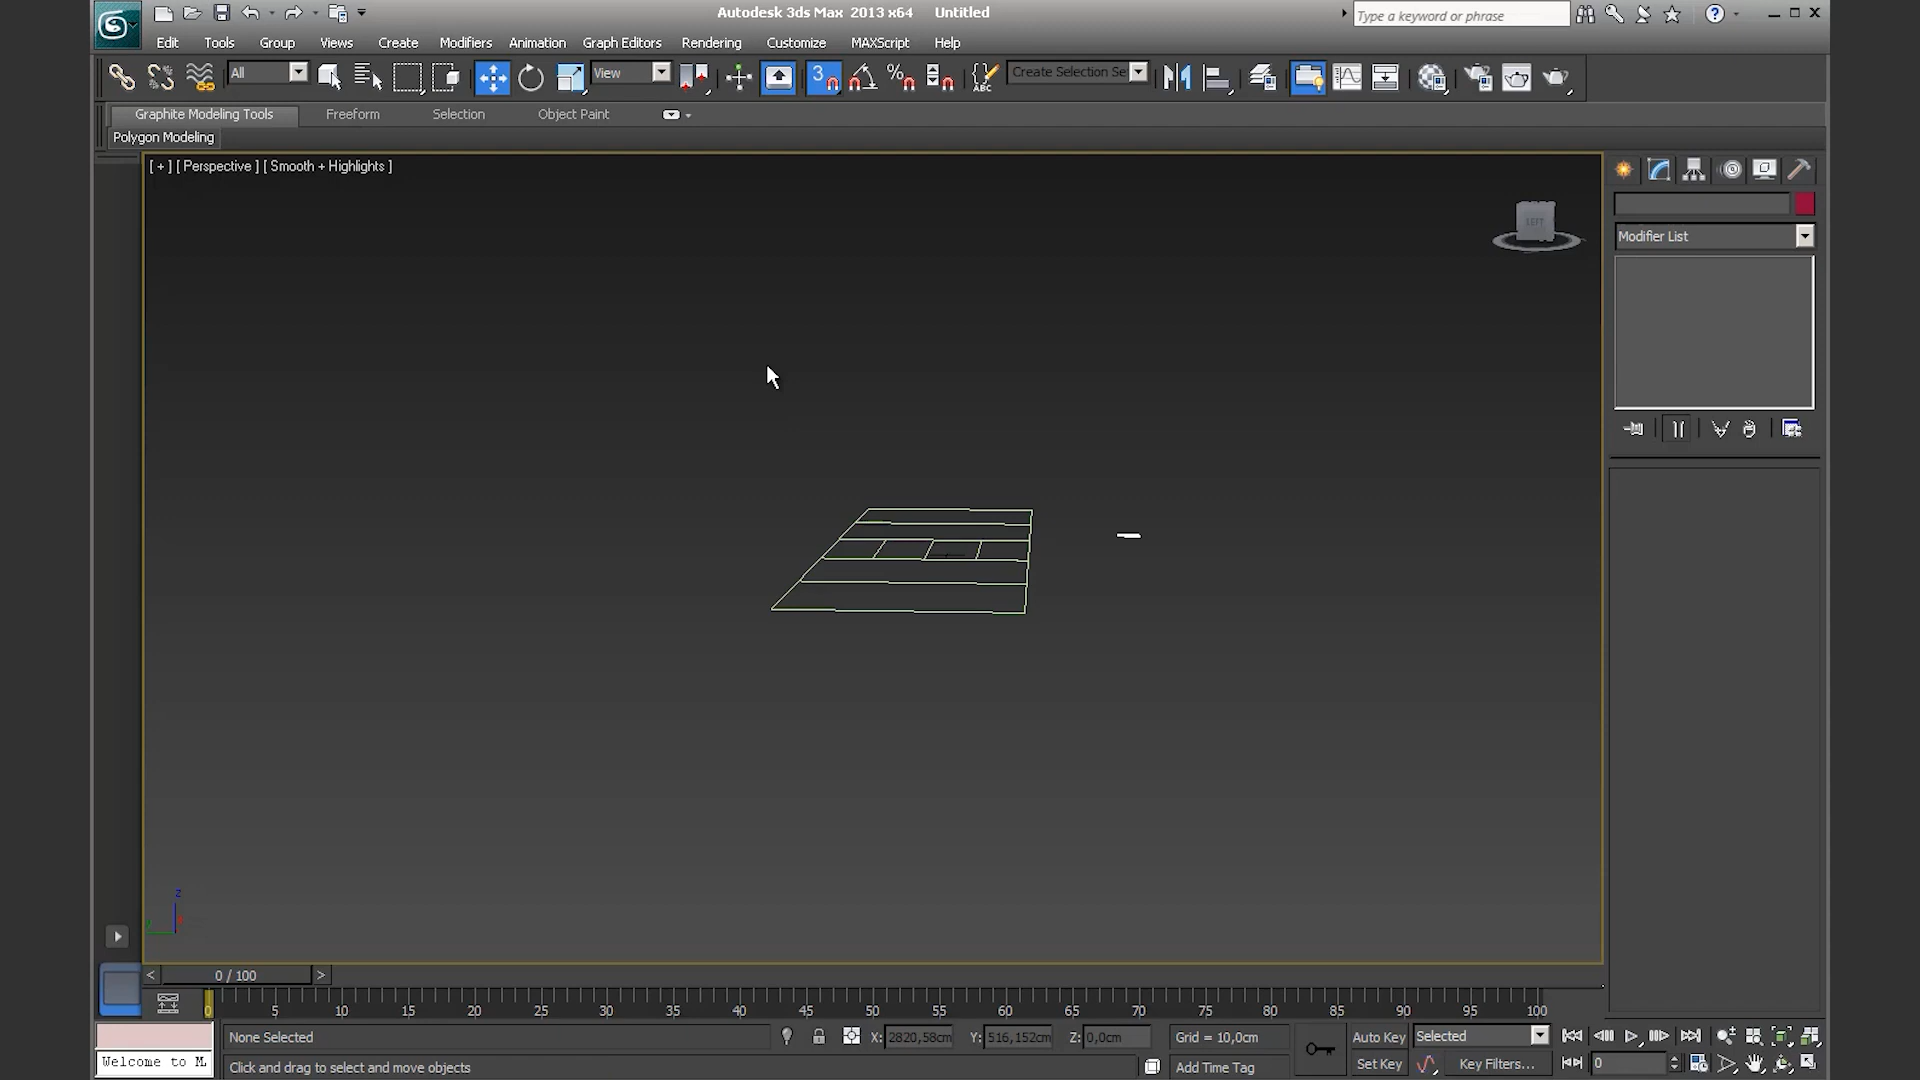 Autodesk 3ds Max 2013 x64 Untitled
Type a keyword or phrase
Edit Tools Group Views Create Modifiers Animation Graph Editors Rendering Customize MAXScript Help
All
View
3
%
ABC
Create Selection Se
Graphite Modeling Tools Freeform Selection Object Paint
Polygon Modeling
[ + ] [ Perspective ] [ Smooth + Highlights ]
LEFT
Modifier List
z
< 0 / 100 >
0 5 10 15 20 25 30 35 40 45 50 55 60 65 70 75 80 85 90 95 100
None Selected
X: 2820,58cm Y: 516,152cm Z: 0,0cm
Grid = 10,0cm
Auto Key
Selected
Welcome to M
Click and drag to select and move objects
Add Time Tag
Set Key
Key Filters...
0